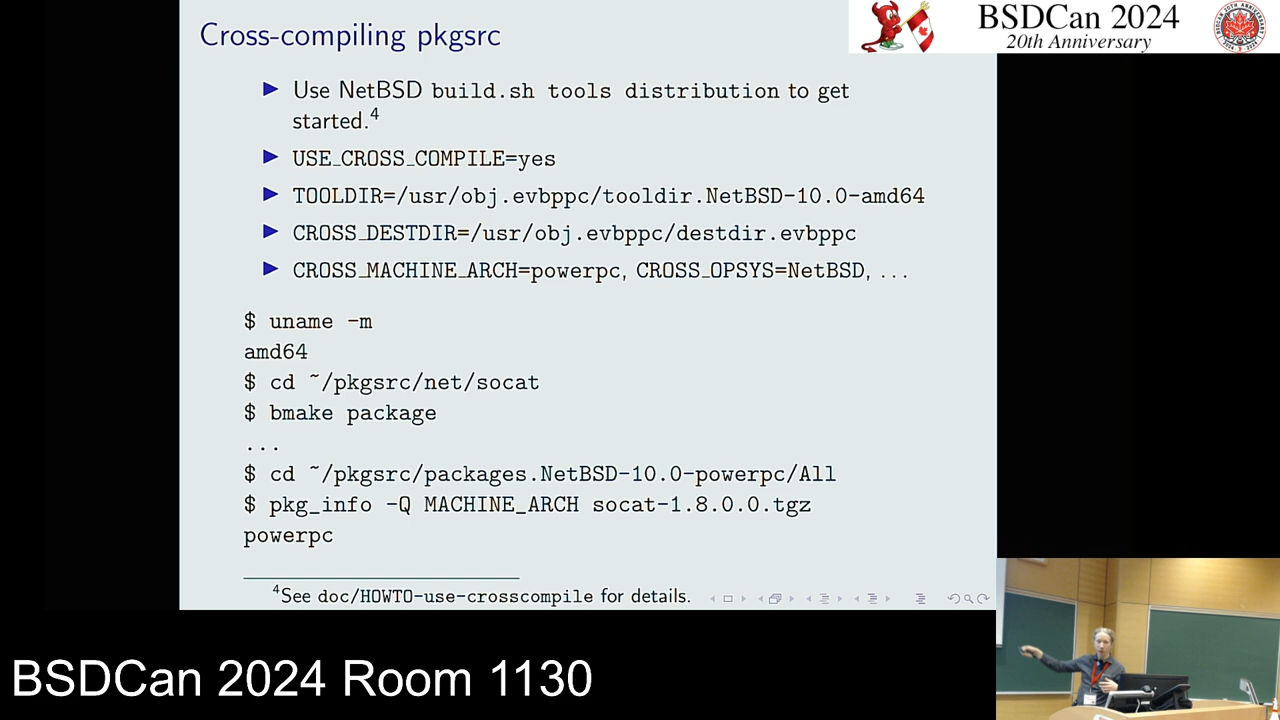 Cross-compiling pkgsrc
BSDCan 2024
20th Anniversary
▶ Use NetBSD build.sh tools distribution to get
started.4
▶ USE_CROSS_COMPILE=yes
▶ TOOLDIR=/usr/obj.evbppc/tooldir.NetBSD-10.0-amd64
▶ CROSS_DESTDIR=/usr/obj.evbppc/destdir.evbppc
▶ CROSS_MACHINE_ARCH=powerpc, CROSS_OPSYS=NetBSD, ...
$ uname -m
amd64
$ cd ~/pkgsrc/net/socat
$ bmake package
...
$ cd ~/pkgsrc/packages.NetBSD-10.0-powerpc/All
$ pkg_info -Q MACHINE_ARCH socat-1.8.0.0.tgz
powerpc
4See doc/HOWTO-use-crosscompile for details.
BSDCan 2024 Room 1130